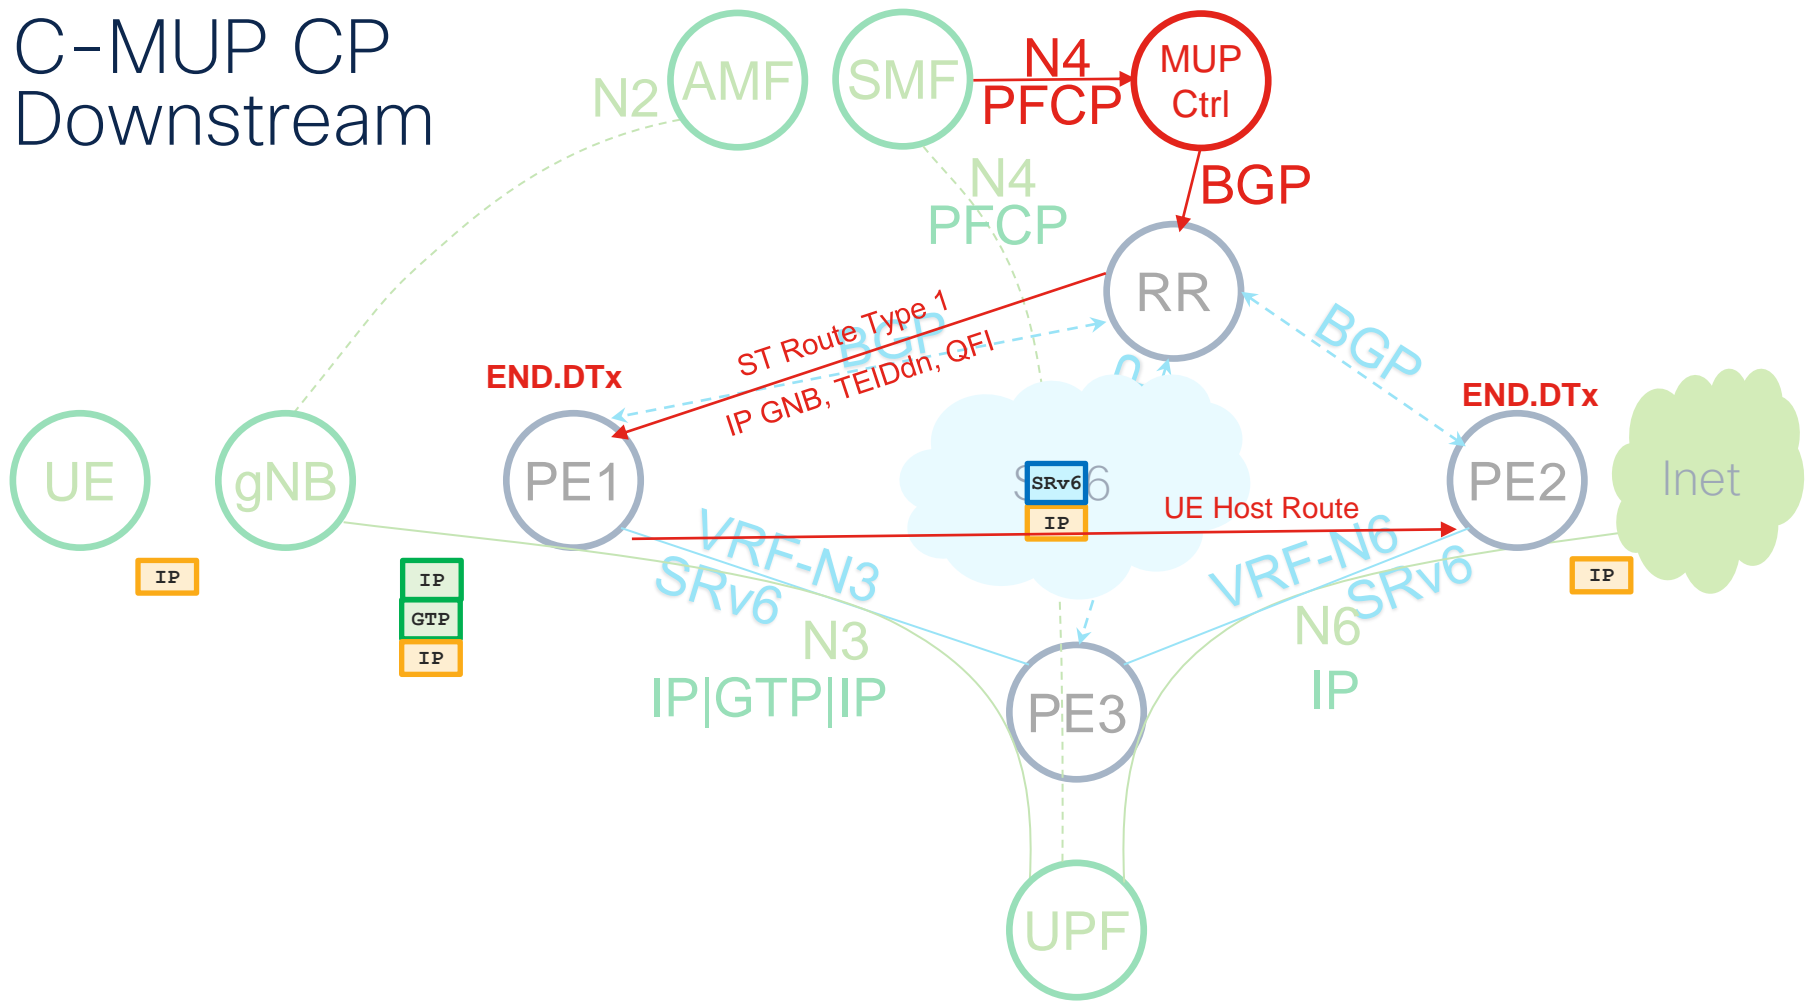 C-MUP CP
Downstream
N2
AMF
SMF
N4
PFCP
MUP
Ctrl
BGP
N4
PFCP
RR
ST Route Type 1
BGP
IP GNB, TEIDdn, QFI
BGP
END.DTx
END.DTx
UE
gNB
PE1
SRv6
IP
UE Host Route
PE2
Inet
VRF-N3
SRv6
VRF-N6
SRv6
IP
IP
GTP
IP
IP
N3
IP|GTP|IP
N6
IP
PE3
UPF